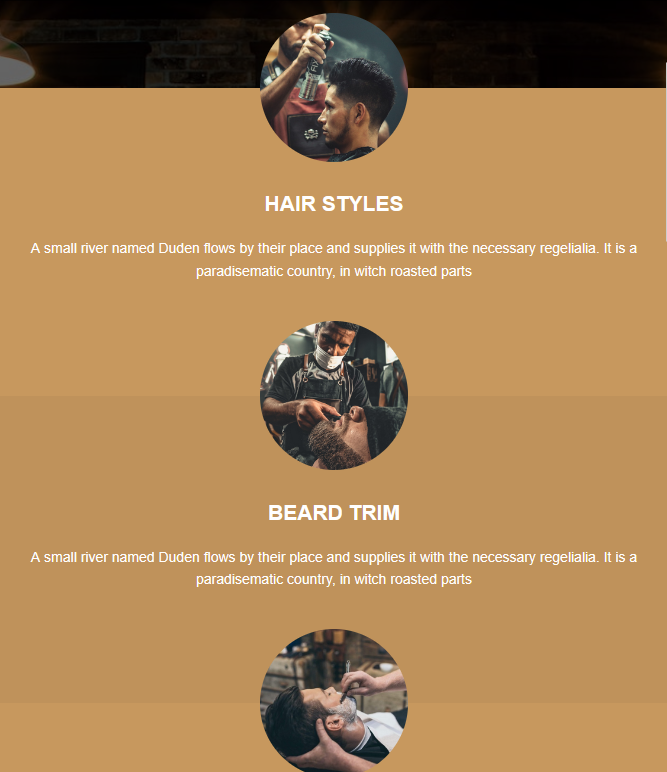 HAIR STYLES
A small river named Duden flows by their place and supplies it with the necessary regelialia. It is a
paradisematic country, in witch roasted parts
BEARD TRIM
A small river named Duden flows by their place and supplies it with the necessary regelialia. It is a
paradisematic country, in witch roasted parts